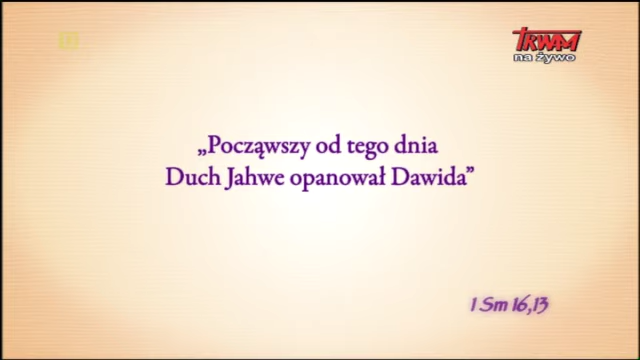 TRWAM
na żywo
„Począwszy od tego dnia
Duch Jahwe opanował Dawida”
1 Sm 16,13